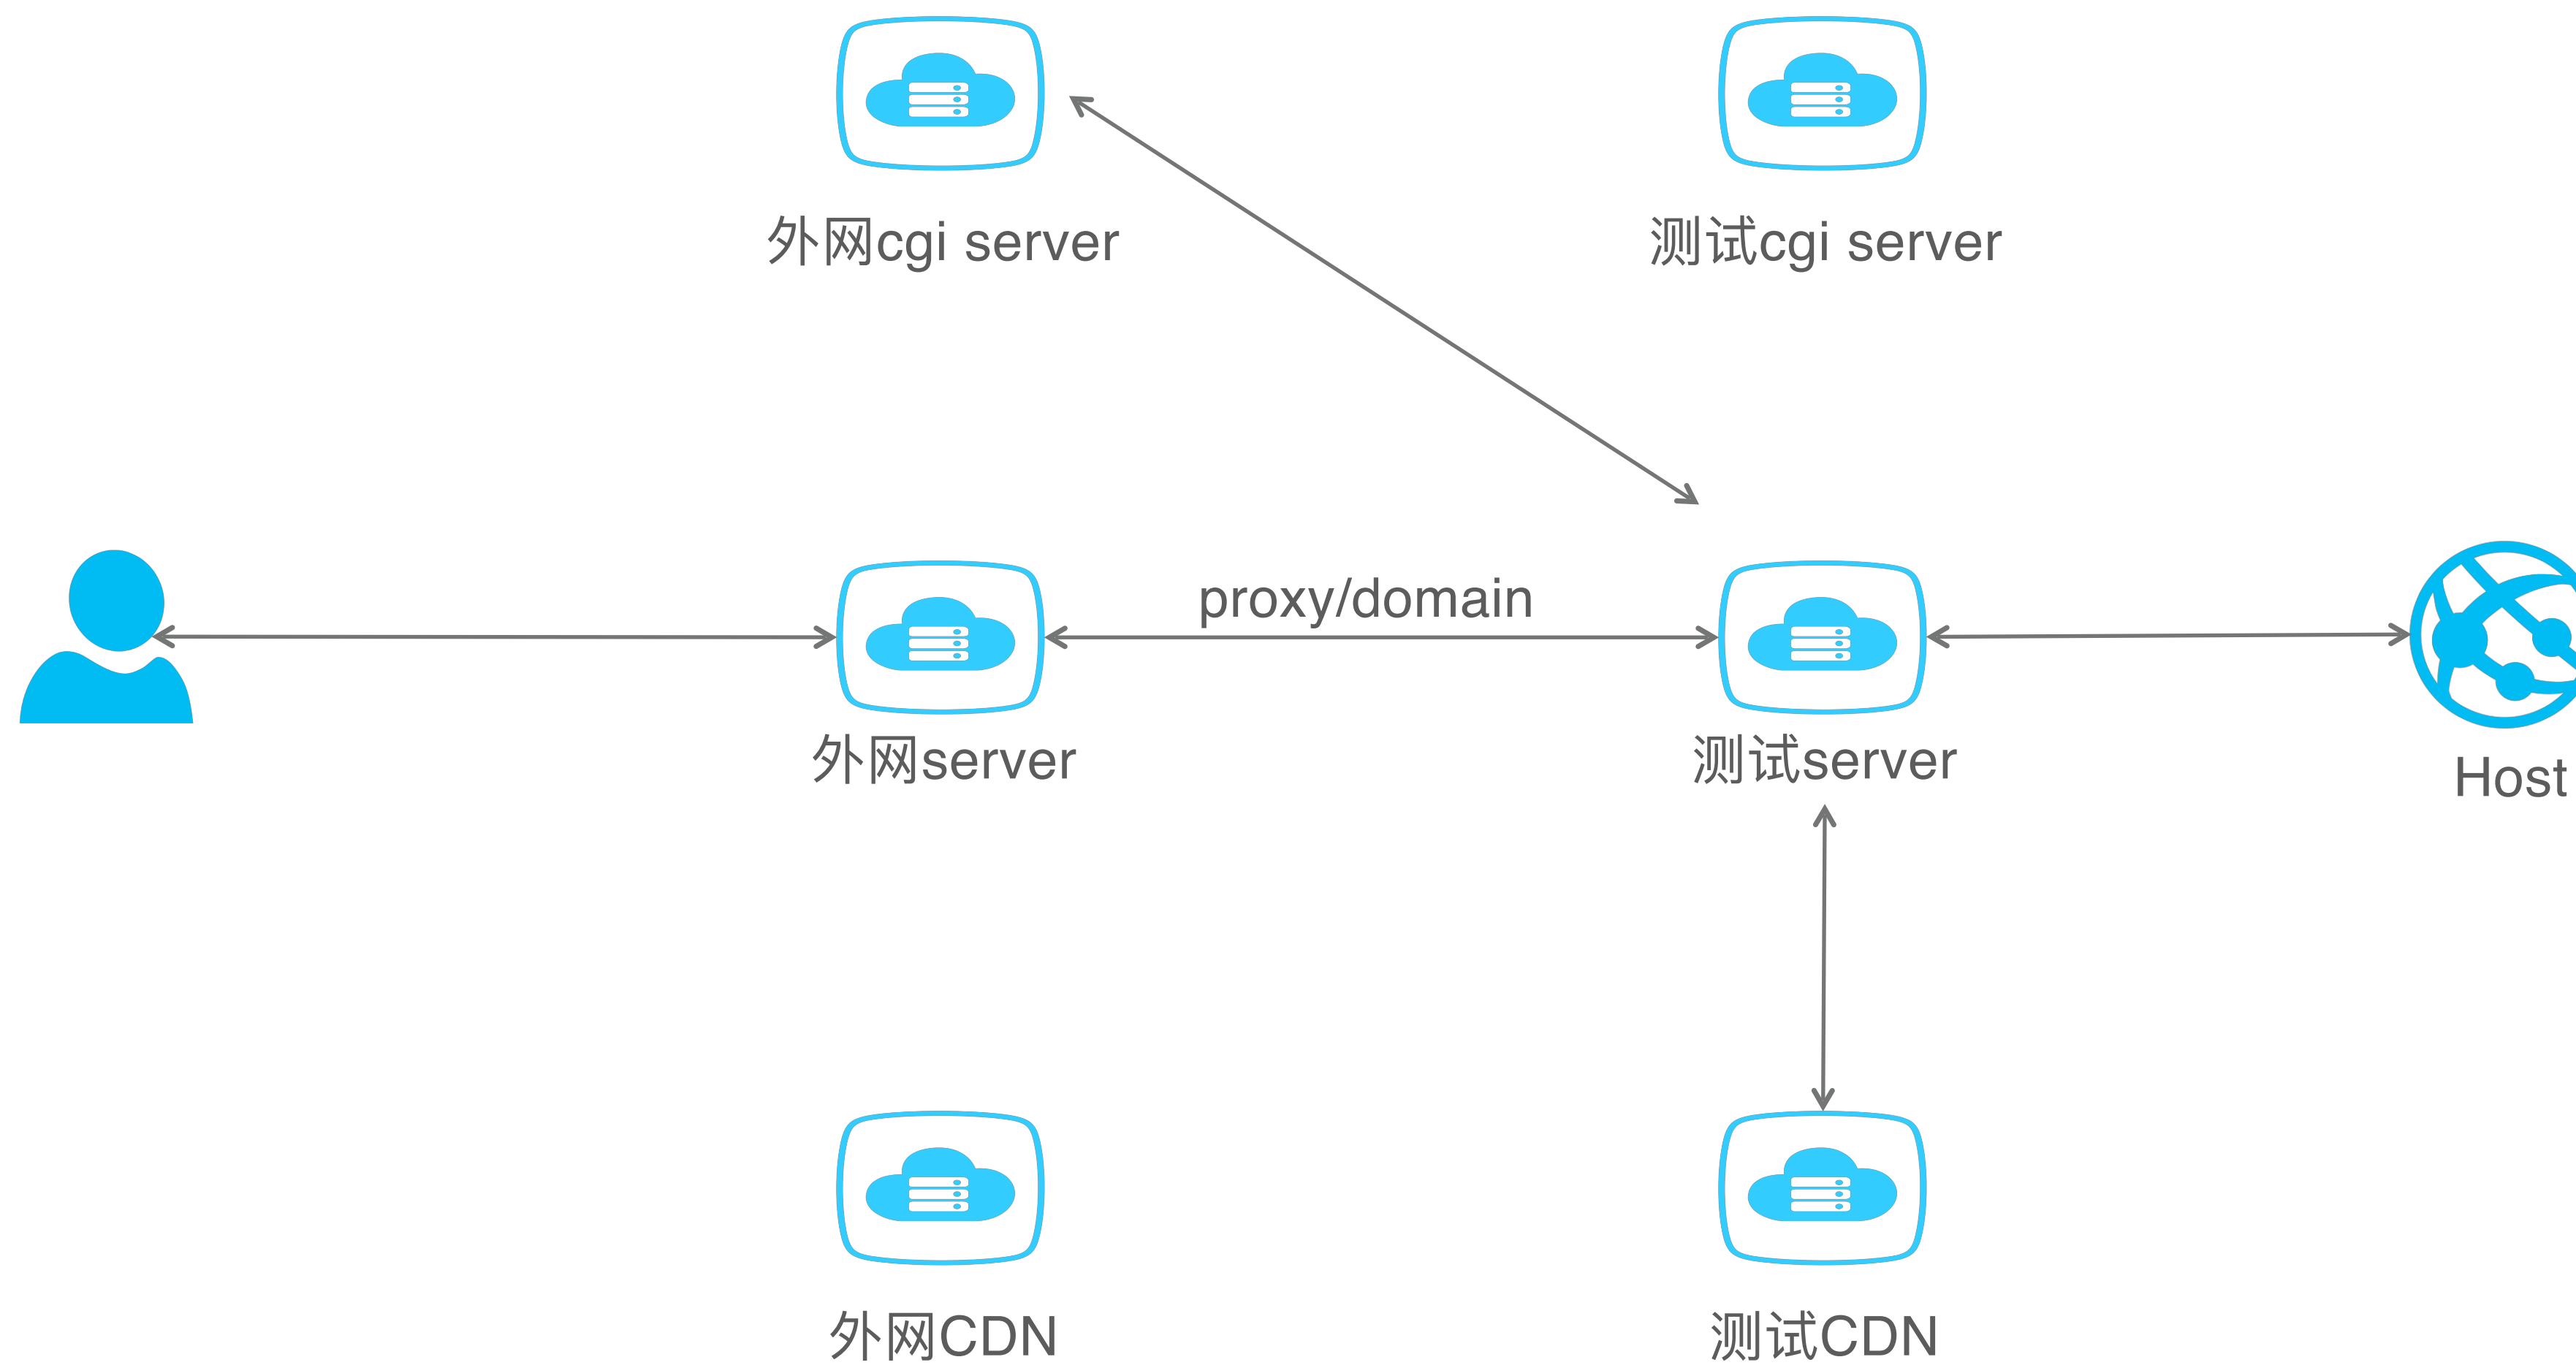 外网cgi server
测试cgi server
proxy/domain
外网server
测试server
Host
外网CDN
测试CDN